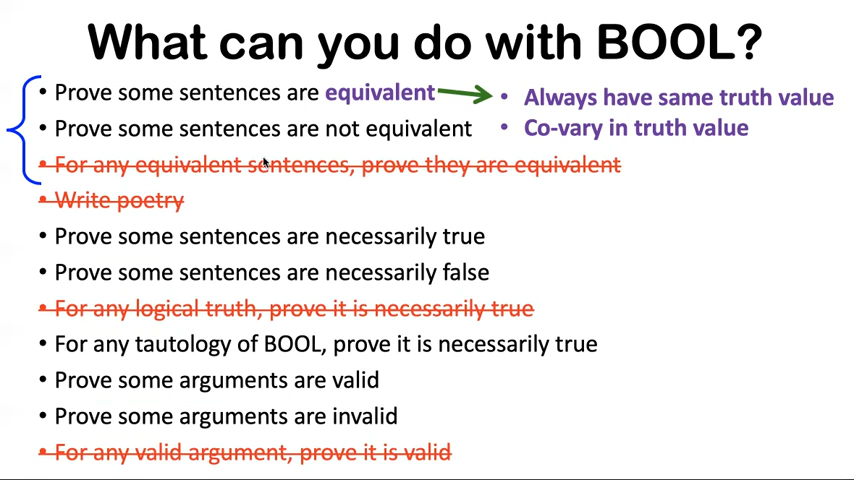 What can you do with BOOL?
• Prove some sentences are equivalent
• Always have same truth value
• Prove some sentences are not equivalent
• Co-vary in truth value
• For any equivalent sentences, prove they are equivalent
• Write poetry
• Prove some sentences are necessarily true
• Prove some sentences are necessarily false
• For any logical truth, prove it is necessarily true
• For any tautology of BOOL, prove it is necessarily true
• Prove some arguments are valid
• Prove some arguments are invalid
• For any valid argument, prove it is valid